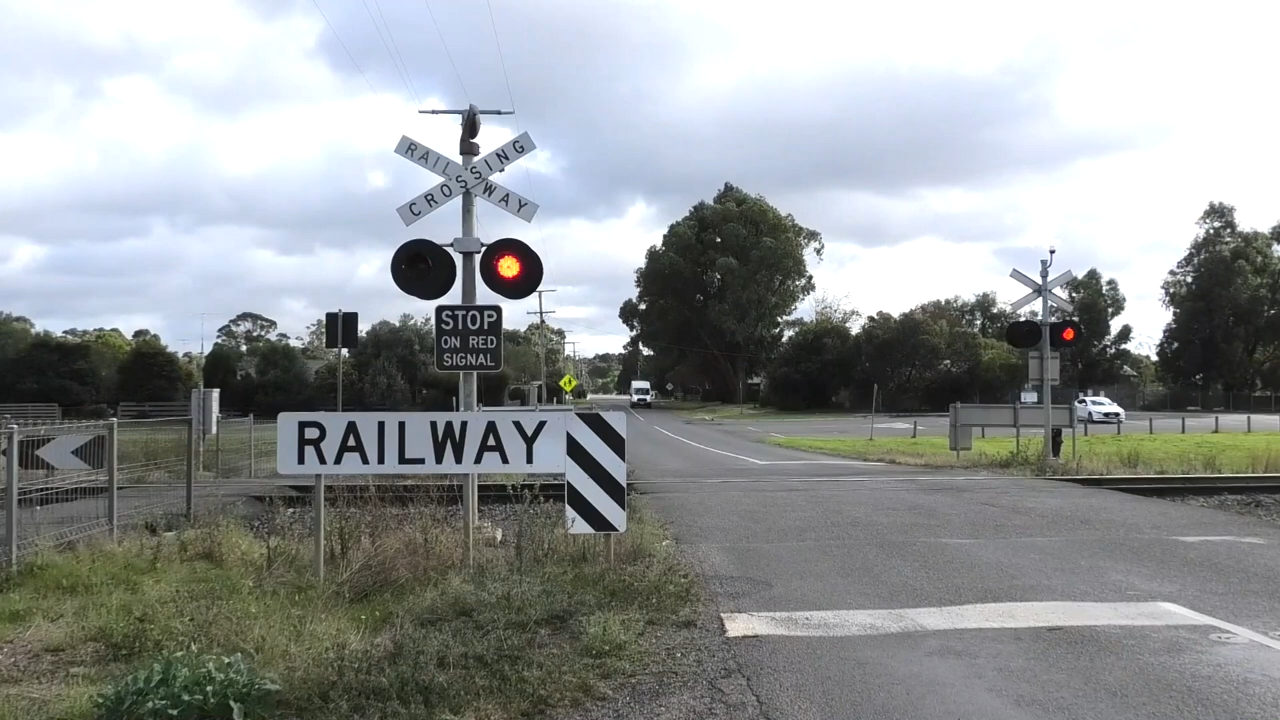 RAILWAY
CROSSING
STOP
ON RED
SIGNAL
RAILWAY